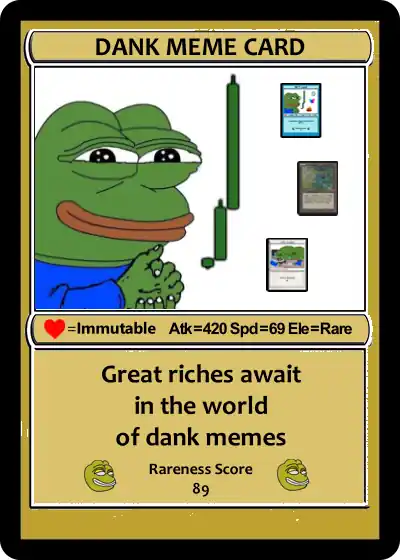 DANK MEME CARD
=Immutable Atk=420 Spd=69 Ele=Rare
Great riches await
in the world
of dank memes
Rareness Score
89